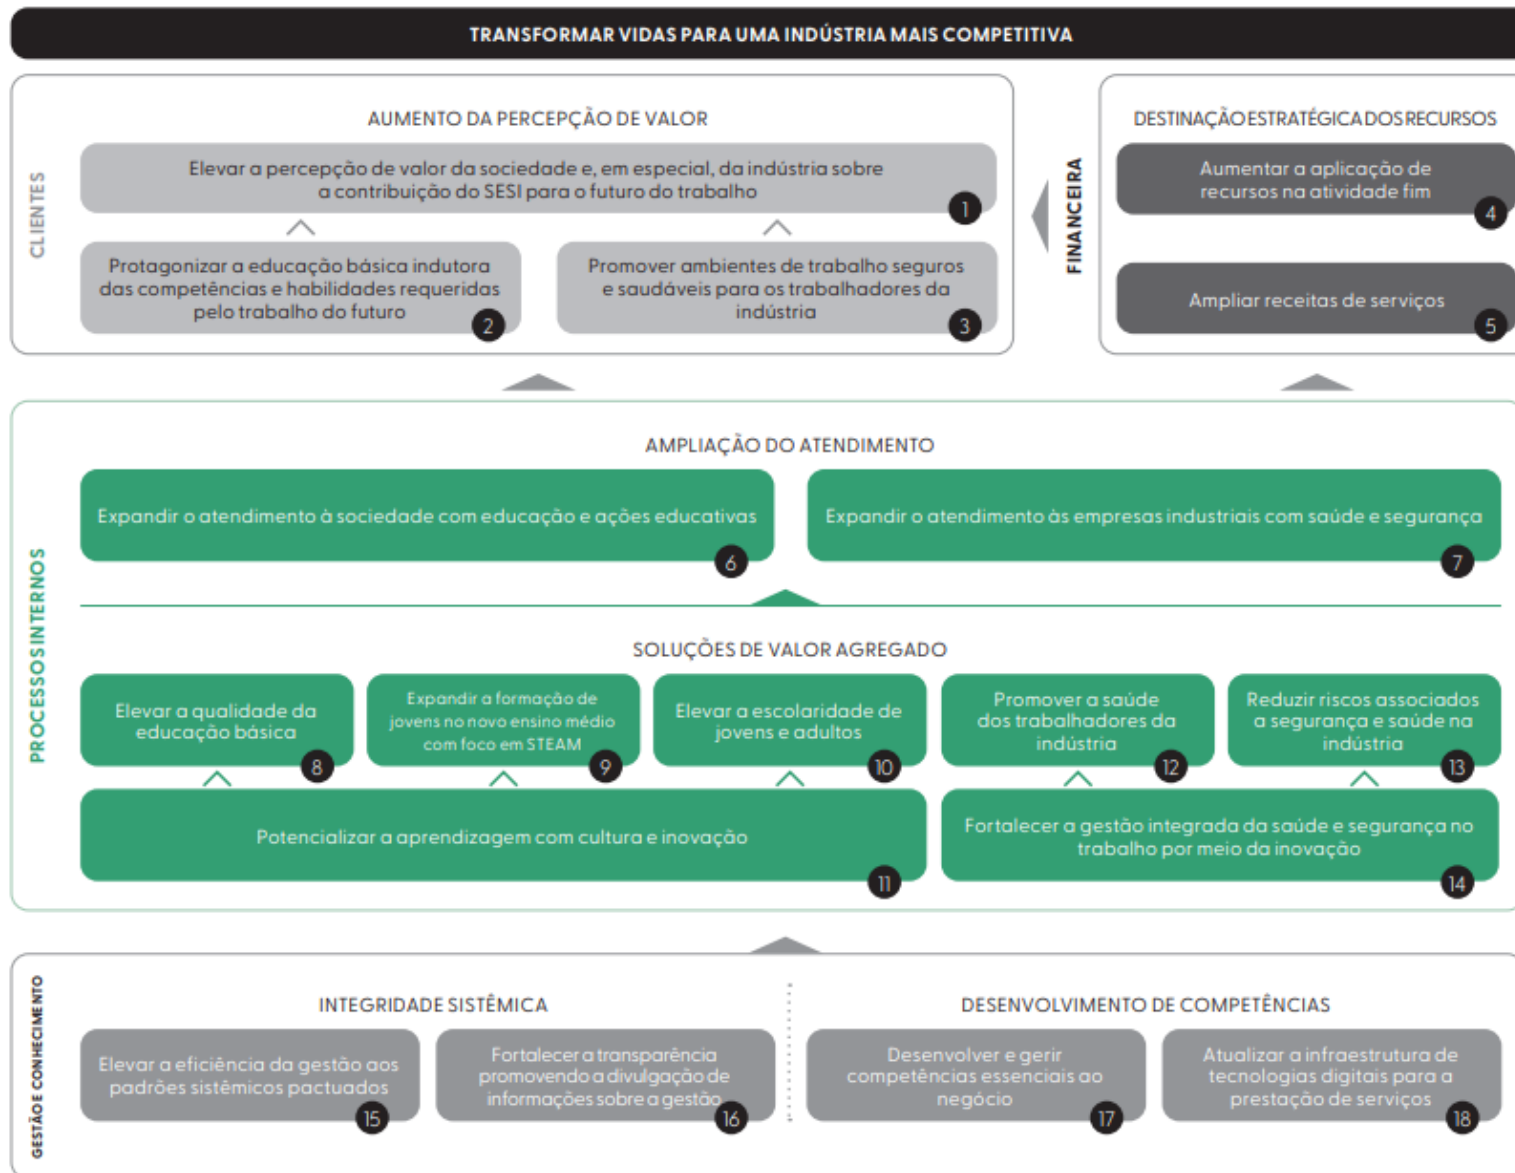 TRANSFORMAR VIDAS PARA UMA INDÚSTRIA MAIS COMPETITIVA
CLIENTES
AUMENTO DA PERCEPÇÃO DE VALOR
Elevar a percepção de valor da sociedade e, em especial, da indústria sobre
a contribuição do SESI para o futuro do trabalho
1
Protagonizar a educação básica indutora
das competências e habilidades requeridas
pelo trabalho do futuro
2
Promover ambientes de trabalho seguros
e saudáveis para os trabalhadores da
indústria
3
FINANCEIRA
DESTINAÇÃO ESTRATÉGICA DOS RECURSOS
Aumentar a aplicação de
recursos na atividade fim
4
Ampliar receitas de serviços
5
PROCESSOS INTERNOS
AMPLIAÇÃO DO ATENDIMENTO
Expandir o atendimento à sociedade com educação e ações educativas
6
Expandir o atendimento às empresas industriais com saúde e segurança
7
SOLUÇÕES DE VALOR AGREGADO
Elevar a qualidade da
educação básica
8
Expandir a formação de
jovens no novo ensino médio
com foco em STEAM
9
Elevar a escolaridade de
jovens e adultos
10
Promover a saúde
dos trabalhadores da
indústria
12
Reduzir riscos associados
a segurança e saúde na
indústria
13
Potencializar a aprendizagem com cultura e inovação
11
Fortalecer a gestão integrada da saúde e segurança no
trabalho por meio da inovação
14
GESTÃO E CONHECIMENTO
INTEGRIDADE SISTÊMICA
Elevar a eficiência da gestão aos
padrões sistêmicos pactuados
15
Fortalecer a transparência
promovendo a divulgação de
informações sobre a gestão
16
DESENVOLVIMENTO DE COMPETÊNCIAS
Desenvolver e gerir
competências essenciais ao
negócio
17
Atualizar a infraestrutura de
tecnologias digitais para a
prestação de serviços
18